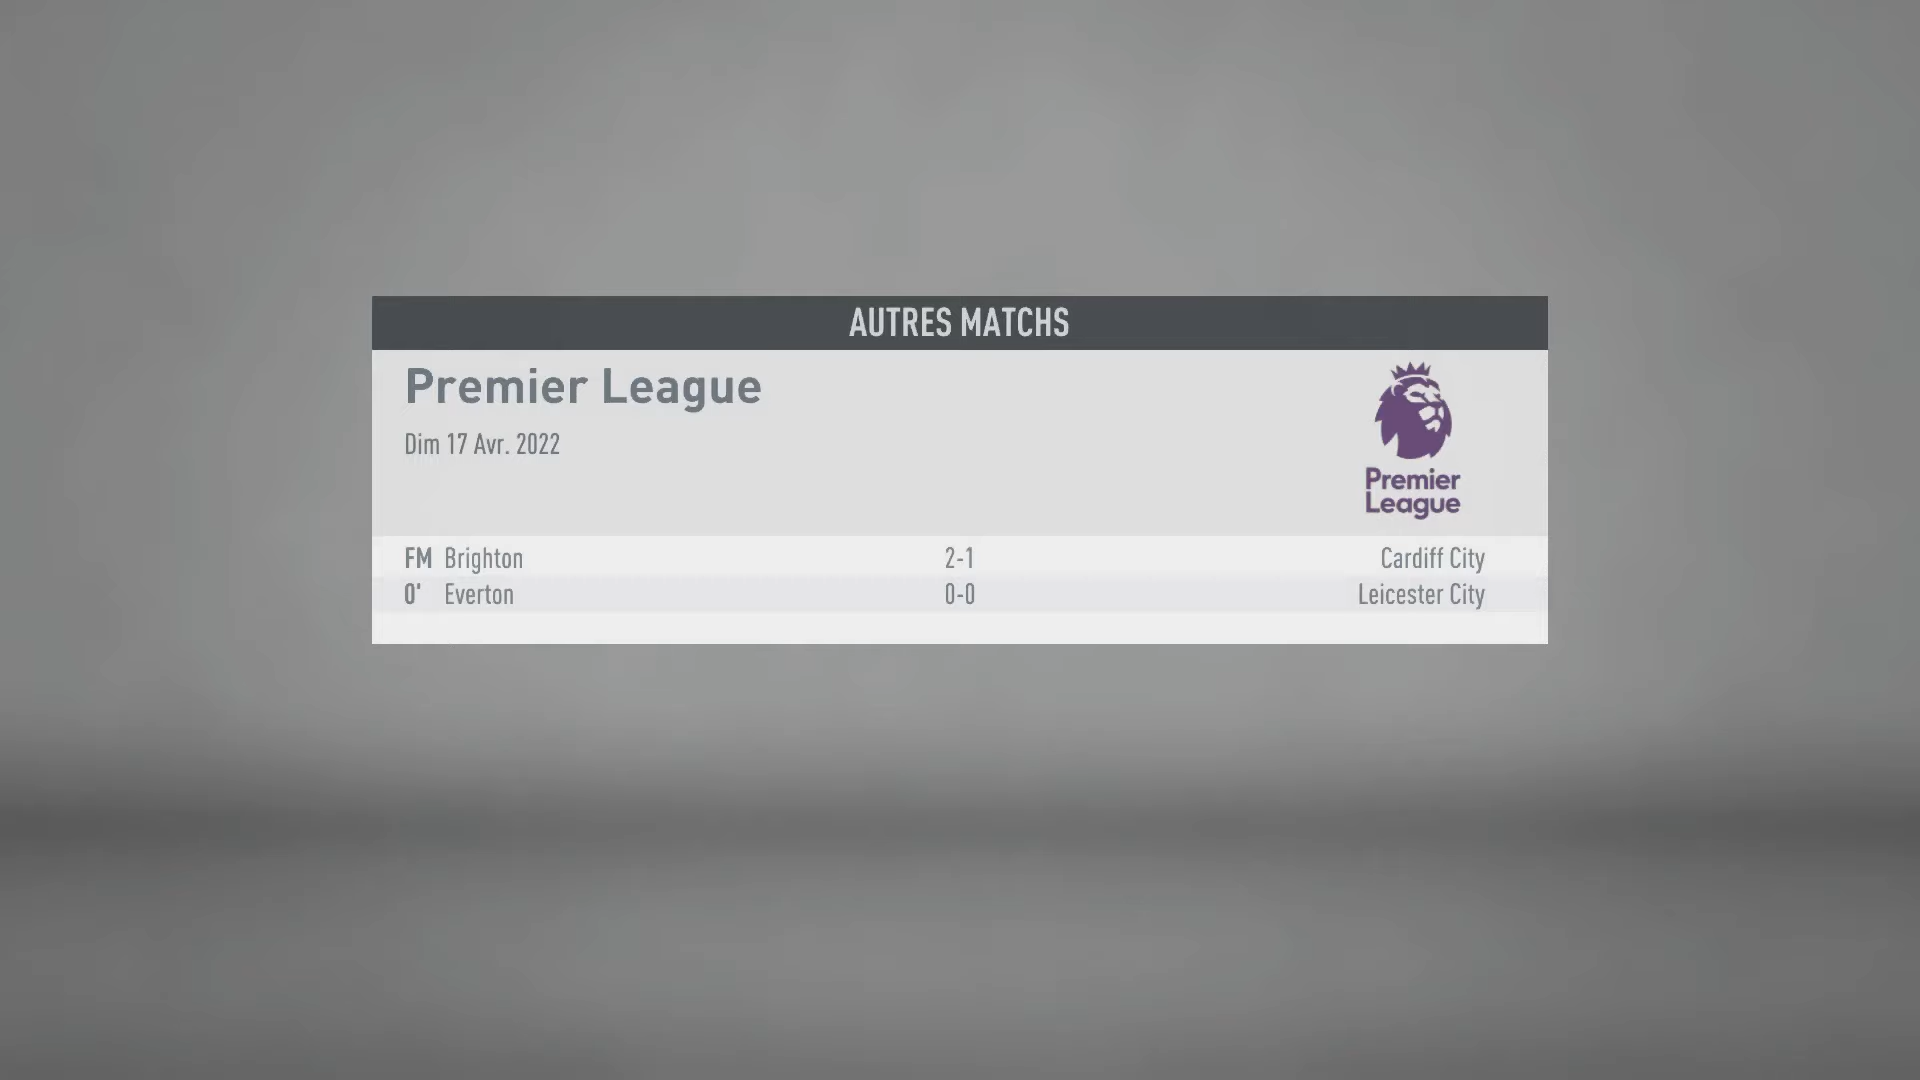 AUTRES MATCHS
Premier League
Dim 17 Avr. 2022
Premier
League
FM Brighton 2-1 Cardiff City
0' Everton 0-0 Leicester City